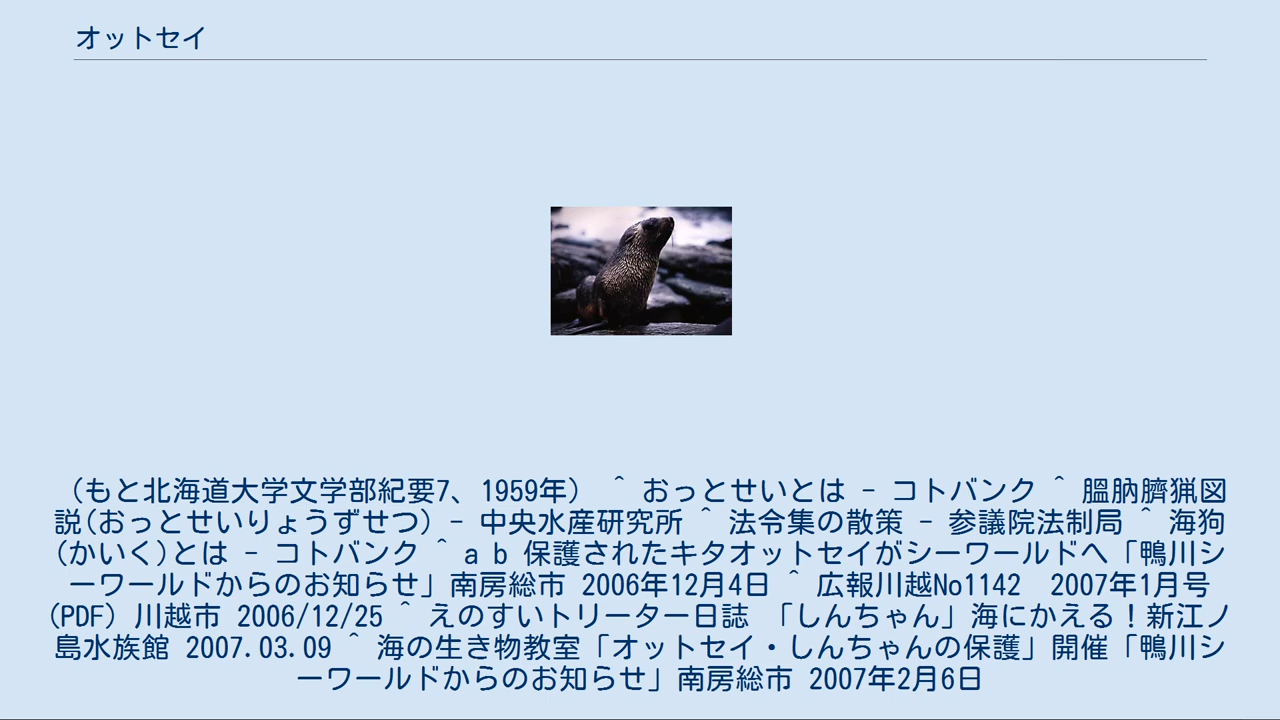 オットセイ
（もと北海道大学文学部紀要7、1959年） ^ おっとせいとは - コトバンク ^ 膃肭臍猟図
説(おっとせいりょうずせつ) - 中央水産研究所 ^ 法令集の散策 - 参議院法制局 ^ 海狗
(かいく)とは - コトバンク ^ a b 保護されたキタオットセイがシーワールドへ「鴨川シ
ーワールドからのお知らせ」南房総市 2006年12月4日 ^ 広報川越No1142　2007年1月号
(PDF) 川越市 2006/12/25 ^ えのすいトリーター日誌 「しんちゃん」海にかえる！新江ノ
島水族館 2007.03.09 ^ 海の生き物教室「オットセイ・しんちゃんの保護」開催「鴨川シ
ーワールドからのお知らせ」南房総市 2007年2月6日